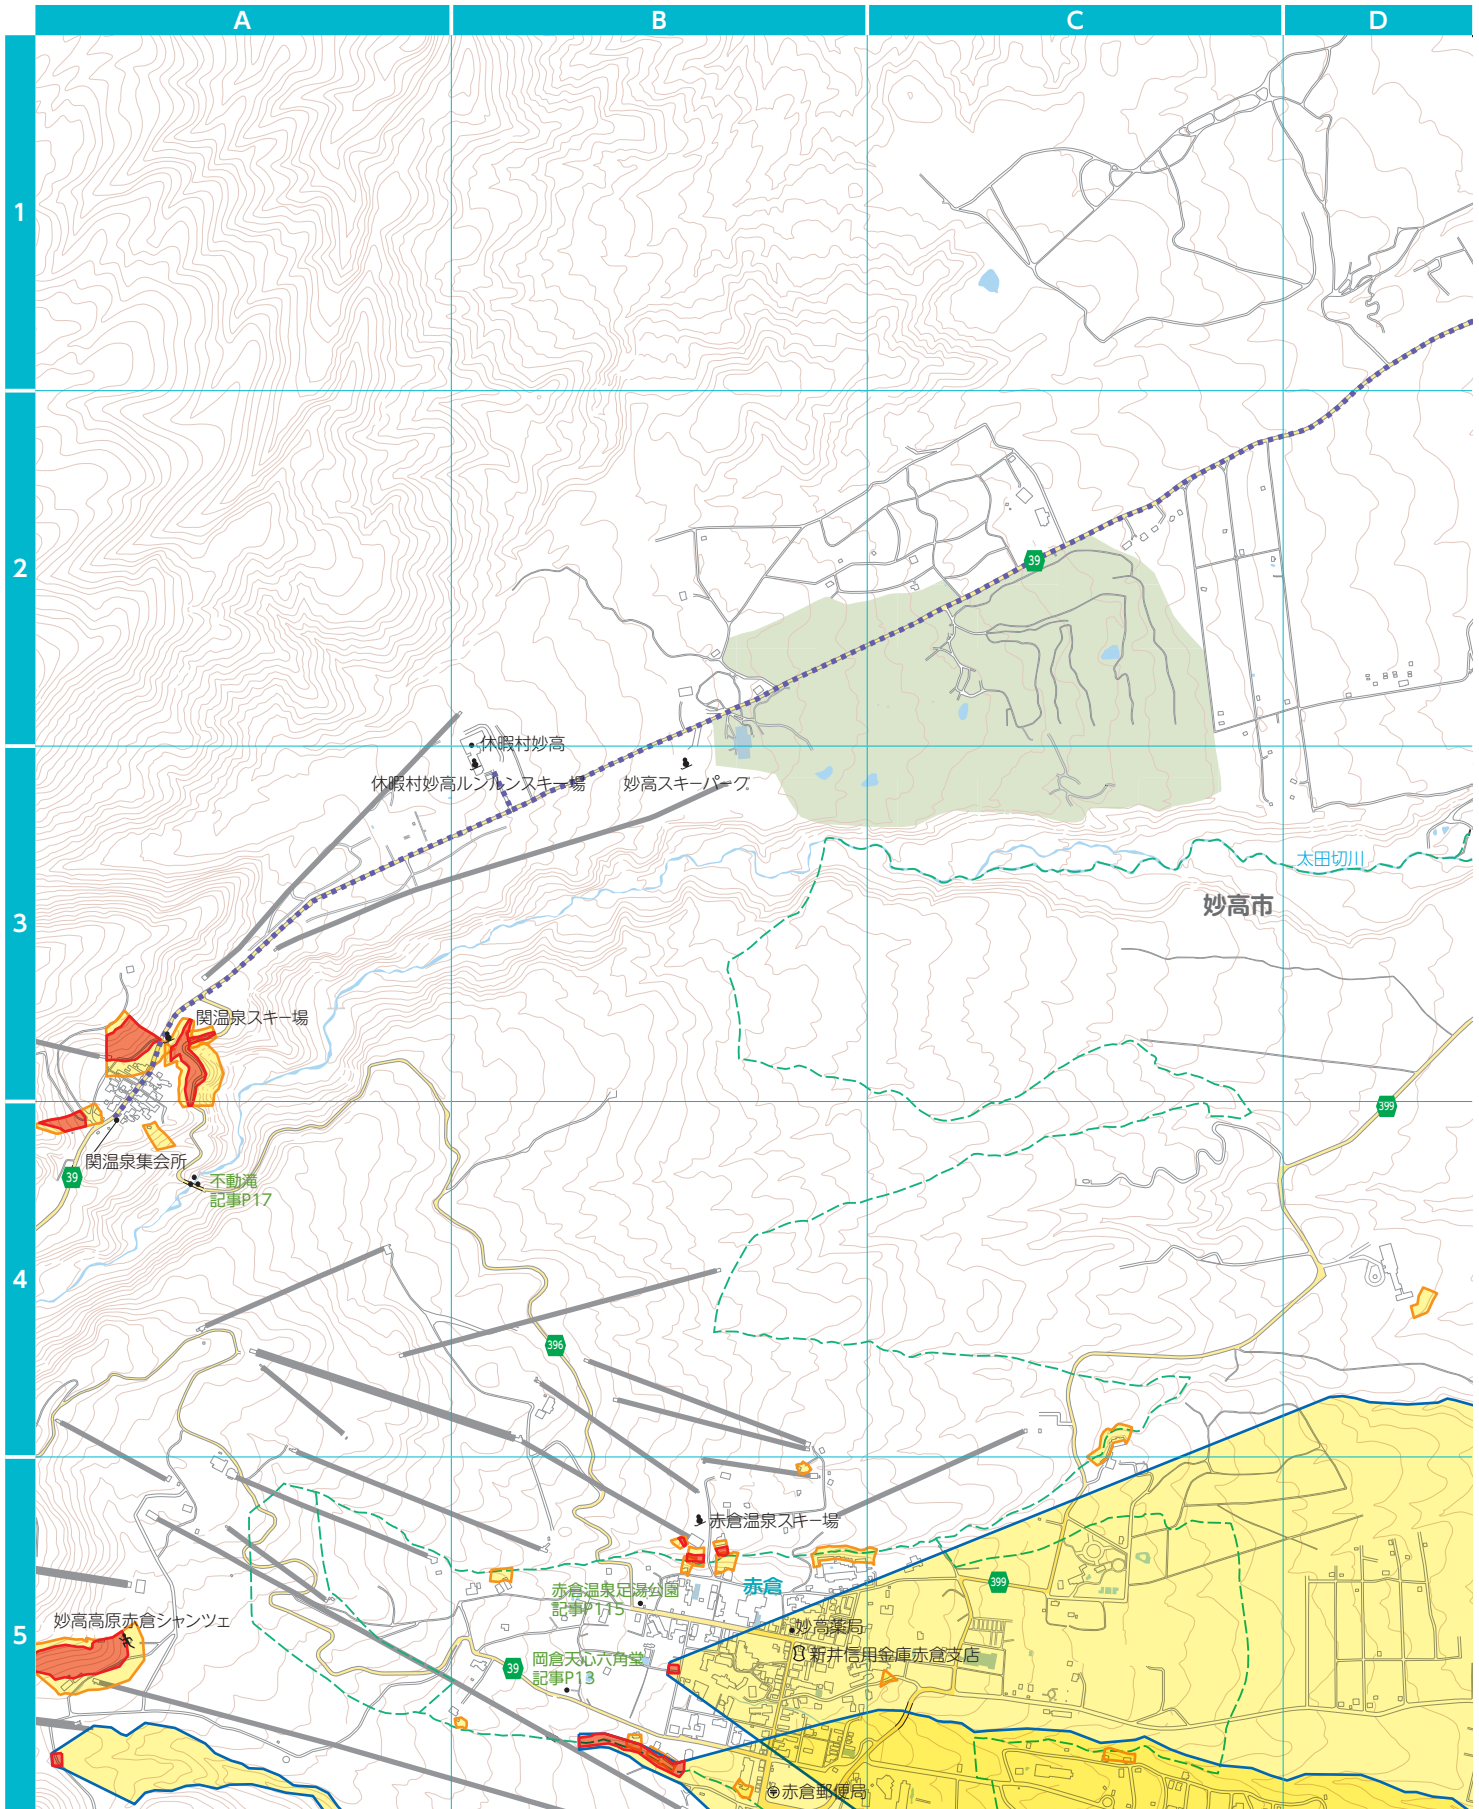 A
B
C
D
1
2
39
休暇村妙高
休暇村妙高ルンルンスキー場
妙高スキーパーク
太田切川
妙高市
3
関温泉スキー場
399
関温泉集会所
39
不動滝
記事P17
4
396
赤倉温泉スキー場
赤倉
399
赤倉温泉足湯公園
記事P115
妙高高原赤倉シャンツェ
妙高薬局
5
新井信用金庫赤倉支店
岡倉天心六角堂
記事P13
39
赤倉郵便局